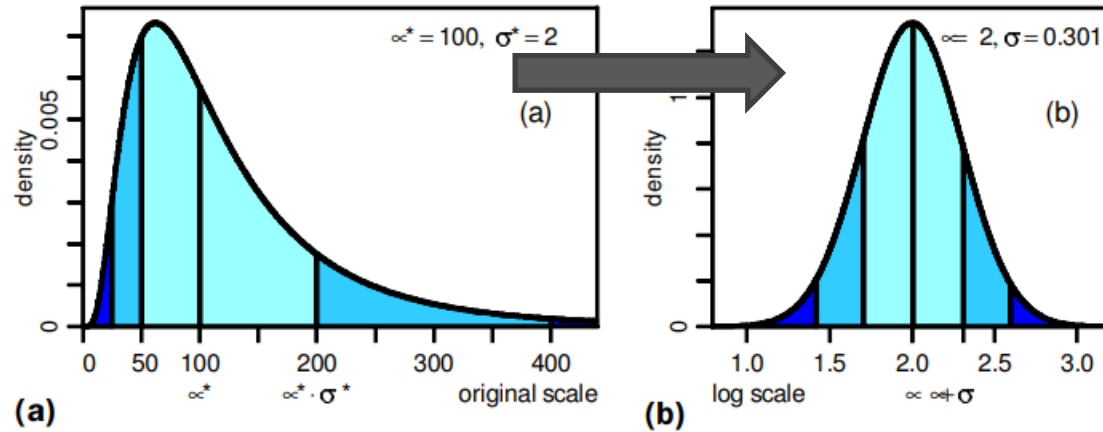 ∝* = 100, σ* = 2
(a)
density
0 0.005
0 50 100 200 300 400
∝* ∝* · σ* original scale
(a)
∝= 2, σ = 0.301
(b)
density
0 1
1.0 1.5 2.0 2.5 3.0
log scale ∝ ∝+σ
(b)